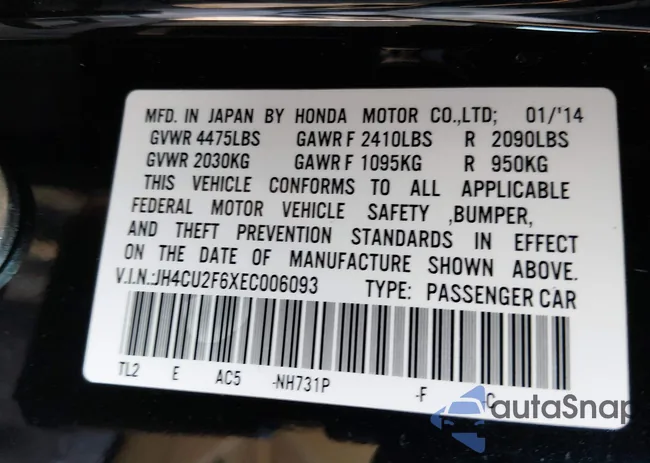 MFD. IN JAPAN BY HONDA MOTOR CO.,LTD; 01/'14
GVWR 4475LBS GAWR F 2410LBS R 2090LBS
GVWR 2030KG GAWR F 1095KG R 950KG
THIS VEHICLE CONFORMS TO ALL APPLICABLE
FEDERAL MOTOR VEHICLE SAFETY ,BUMPER,
AND THEFT PREVENTION STANDARDS IN EFFECT
ON THE DATE OF MANUFACTURE SHOWN ABOVE.
V.I.N.:JH4CU2F6XEC006093 TYPE: PASSENGER CAR
TL2 E AC5 -NH731P -F -C
autaSnap